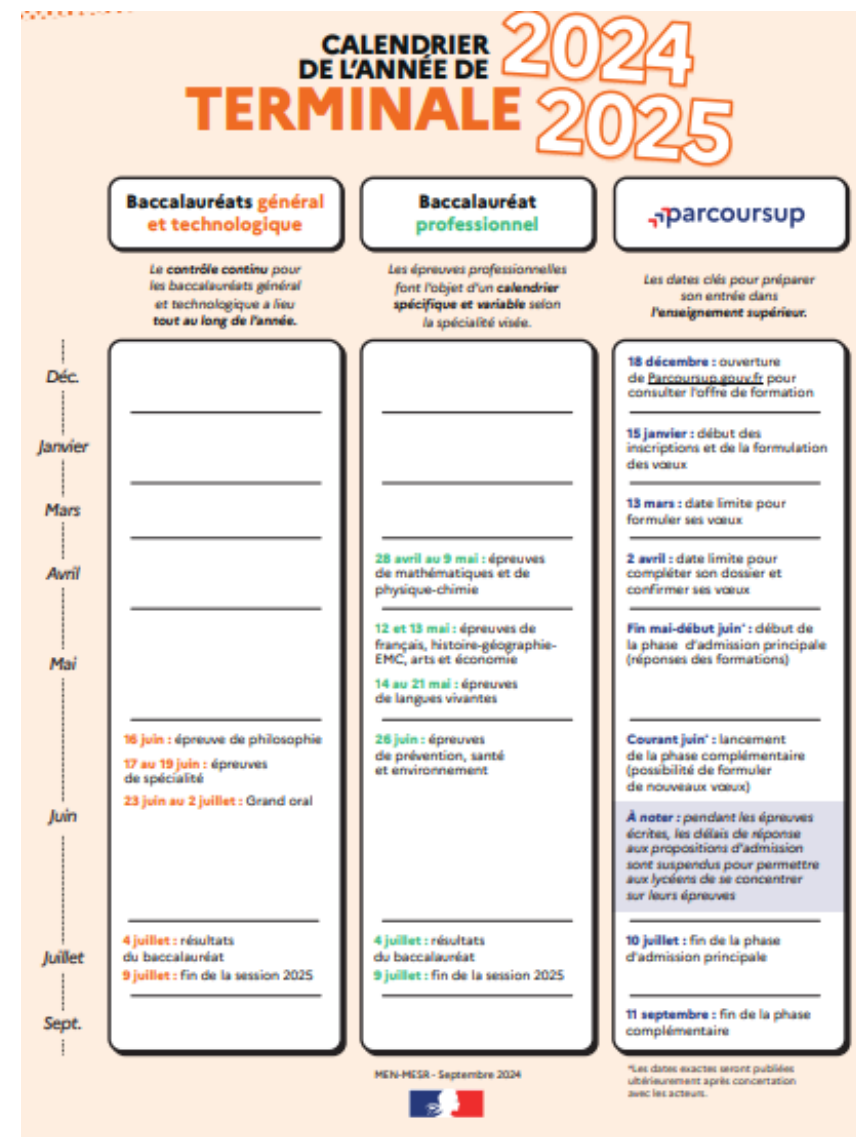 CALENDRIER
DE L'ANNÉE DE
TERMINALE
2024
2025
Baccalauréats général
et technologique
Le contrôle continu pour
les baccalauréats général
et technologique a lieu
tout au long de l'année.
Baccalauréat
professionnel
Les épreuves professionnelles
font l'objet d'un calendrier
spécifique et variable selon
la spécialité visée.
parcoursup
Les dates clés pour préparer
son entrée dans
l'enseignement supérieur.
Déc.
18 décembre : ouverture
de Parcoursup.gouv.fr pour
consulter l'offre de formation
Janvier
15 janvier : début des
inscriptions et de la formulation
des vœux
Mars
13 mars : date limite pour
formuler ses vœux
Avril
28 avril au 9 mai : épreuves
de mathématiques et de
physique-chimie
2 avril : date limite pour
compléter son dossier et
confirmer ses vœux
Mai
12 et 13 mai : épreuves de
français, histoire-géographie-
EMC, arts et économie
14 au 21 mai : épreuves
de langues vivantes
Fin mai-début juin* : début de
la phase d'admission principale
(réponses des formations)
Juin
16 juin : épreuve de philosophie
17 au 19 juin : épreuves
de spécialité
23 juin au 2 juillet : Grand oral
26 juin : épreuves
de prévention, santé
et environnement
Courant juin* : lancement
de la phase complémentaire
(possibilité de formuler
de nouveaux vœux)
À noter : pendant les épreuves
écrites, les délais de réponse
aux propositions d'admission
sont suspendus pour permettre
aux lycéens de se concentrer
sur leurs épreuves
Juillet
4 juillet : résultats
du baccalauréat
9 juillet : fin de la session 2025
4 juillet : résultats
du baccalauréat
9 juillet : fin de la session 2025
10 juillet : fin de la phase
d'admission principale
Sept.
11 septembre : fin de la phase
complémentaire
MEN-MESR - Septembre 2024
*Les dates exactes seront publiées
ultérieurement après concertation
avec les acteurs.